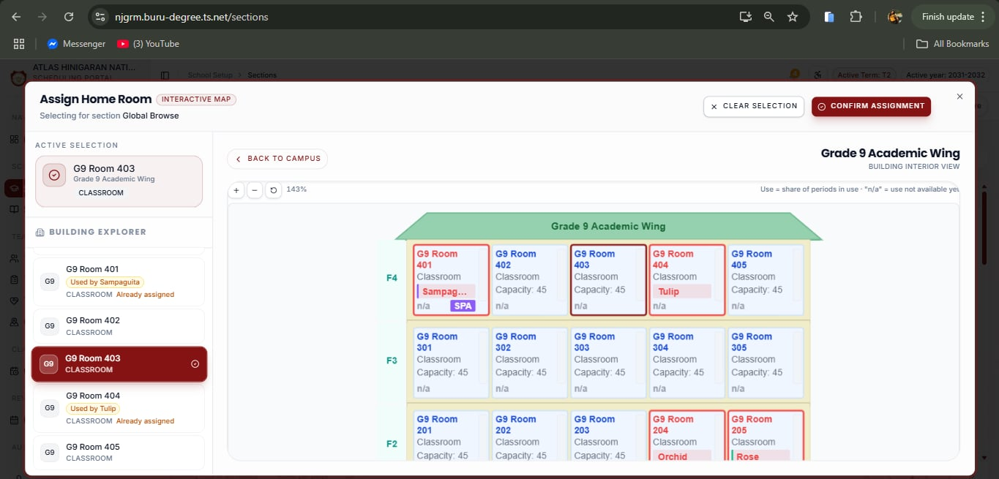 njgrm.buru-degree.ts.net/sections
Finish update
Messenger
(3) YouTube
All Bookmarks
ATLAS HINIGARAN NATI...
SCHEDULING PORTAL
School Setup > Sections
Active Term: T2
Active year: 2031-2032
Assign Home Room
INTERACTIVE MAP
Selecting for section Global Browse
CLEAR SELECTION
CONFIRM ASSIGNMENT
ACTIVE SELECTION
G9 Room 403
Grade 9 Academic Wing
CLASSROOM
BUILDING EXPLORER
G9
G9 Room 401
Used by Sampaguita
CLASSROOM Already assigned
G9
G9 Room 402
CLASSROOM
G9
G9 Room 403
CLASSROOM
G9
G9 Room 404
Used by Tulip
CLASSROOM Already assigned
G9
G9 Room 405
CLASSROOM
BACK TO CAMPUS
Grade 9 Academic Wing
BUILDING INTERIOR VIEW
+
−
143%
Use = share of periods in use · "n/a" = use not available yet
Grade 9 Academic Wing
F4
G9 Room
401
Classroom
Sampag...
n/a
SPA
G9 Room
402
Classroom
Capacity: 45
n/a
G9 Room
403
Classroom
Capacity: 45
n/a
G9 Room
404
Classroom
Tulip
n/a
G9 Room
405
Classroom
Capacity: 45
n/a
F3
G9 Room
301
Classroom
Capacity: 45
n/a
G9 Room
302
Classroom
Capacity: 45
n/a
G9 Room
303
Classroom
Capacity: 45
n/a
G9 Room
304
Classroom
Capacity: 45
n/a
G9 Room
305
Classroom
Capacity: 45
n/a
F2
G9 Room
201
Classroom
Capacity: 45
G9 Room
202
Classroom
Capacity: 45
G9 Room
203
Classroom
Capacity: 45
G9 Room
204
Classroom
Orchid
G9 Room
205
Classroom
Rose